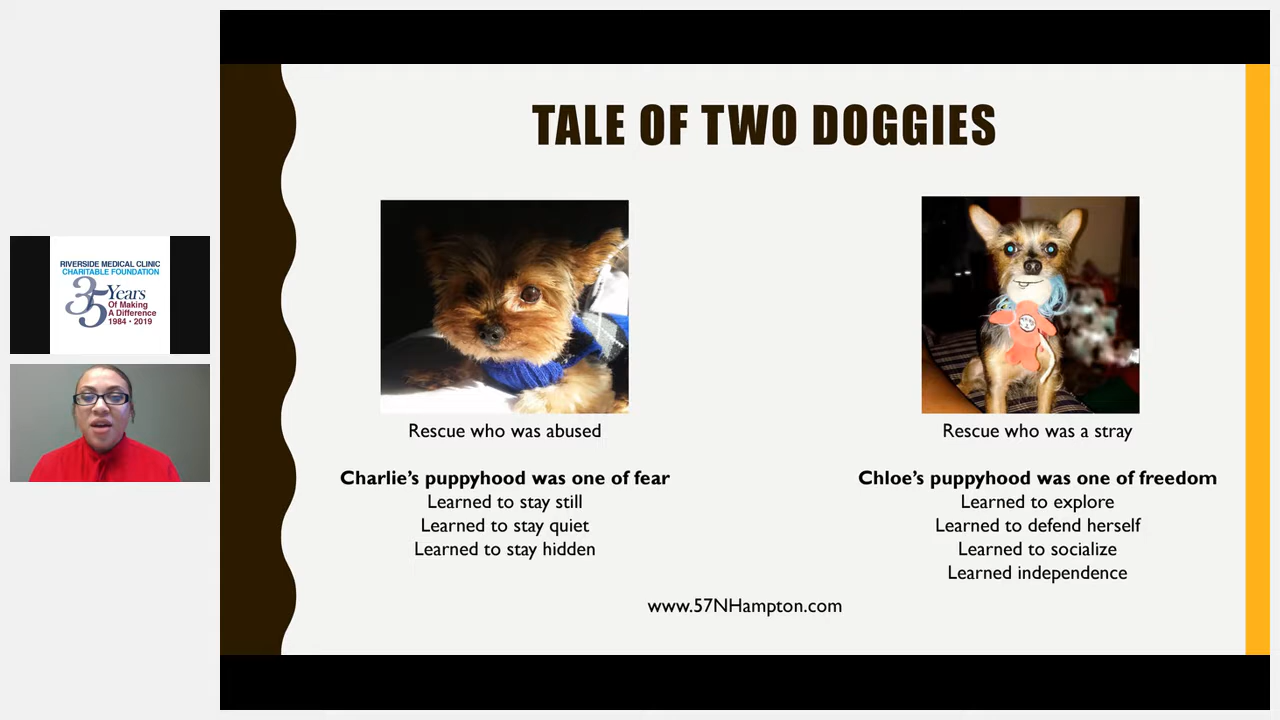 TALE OF TWO DOGGIES
RIVERSIDE MEDICAL CLINIC
CHARITABLE FOUNDATION
35 Years
Of Making
A Difference
1984 • 2019
Rescue who was abused
Charlie’s puppyhood was one of fear
Learned to stay still
Learned to stay quiet
Learned to stay hidden
Rescue who was a stray
Chloe’s puppyhood was one of freedom
Learned to explore
Learned to defend herself
Learned to socialize
Learned independence
www.57NHampton.com